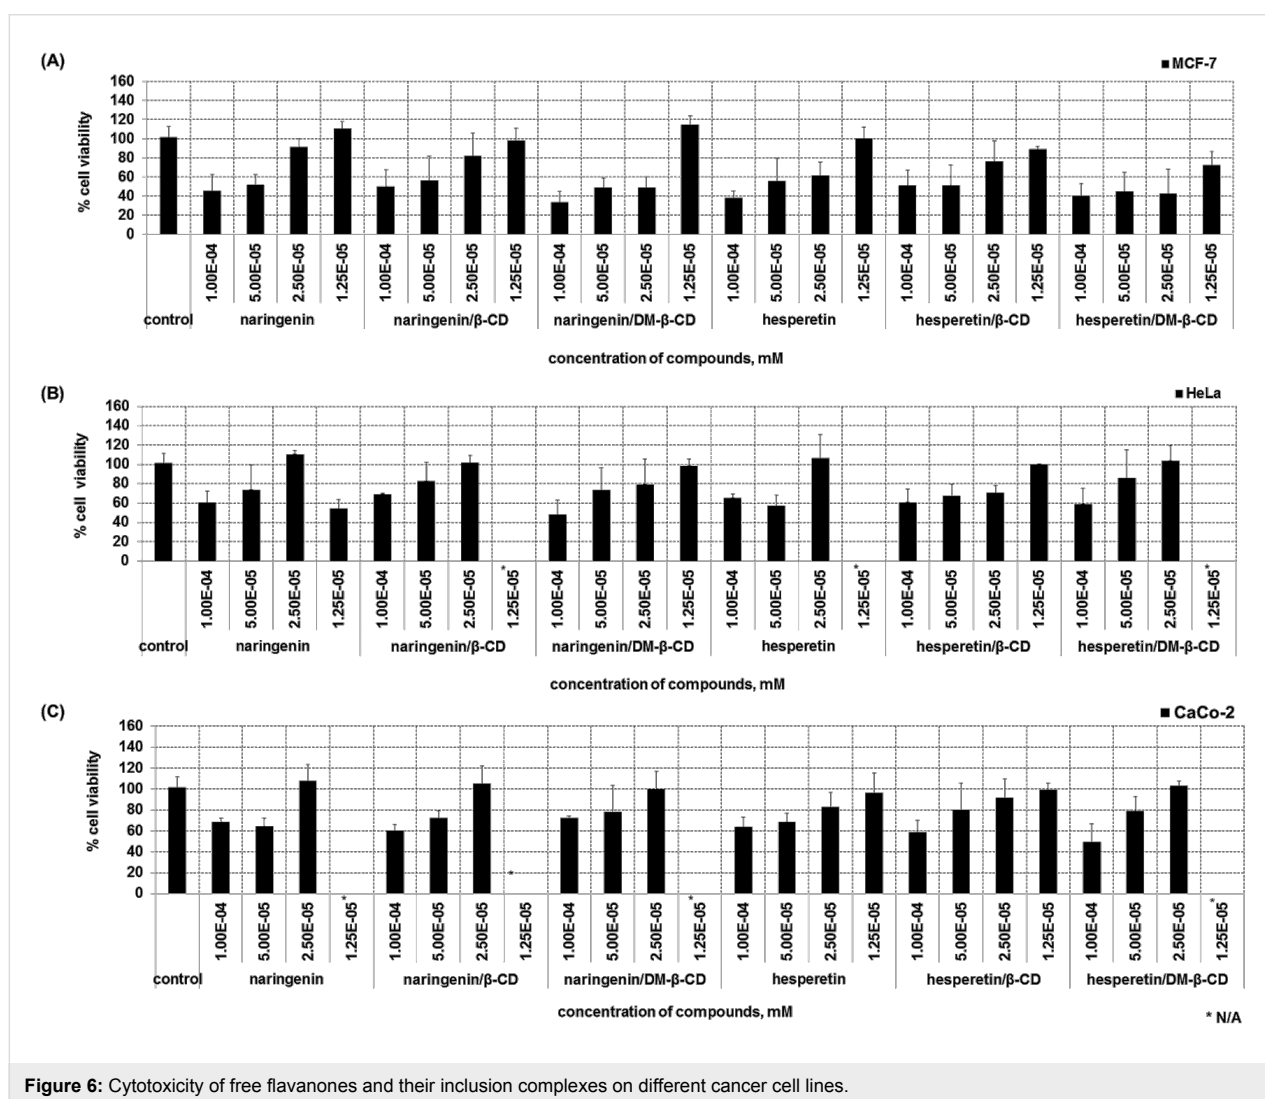 (A)
MCF-7
% cell viability
160
140
120
100
80
60
40
20
0
1.00E-04 5.00E-05 2.50E-05 1.25E-05 1.00E-04 5.00E-05 2.50E-05 1.25E-05 1.00E-04 5.00E-05 2.50E-05 1.25E-05 1.00E-04 5.00E-05 2.50E-05 1.25E-05 1.00E-04 5.00E-05 2.50E-05 1.25E-05 1.00E-04 5.00E-05 2.50E-05 1.25E-05
control naringenin naringenin/β-CD naringenin/DM-β-CD hesperetin hesperetin/β-CD hesperetin/DM-β-CD
concentration of compounds, mM
(B)
HeLa
% cell viability
160
140
120
100
80
60
40
20
0
* * *
1.00E-04 5.00E-05 2.50E-05 1.25E-05 1.00E-04 5.00E-05 2.50E-05 1.25E-05 1.00E-04 5.00E-05 2.50E-05 1.25E-05 1.00E-04 5.00E-05 2.50E-05 1.25E-05 1.00E-04 5.00E-05 2.50E-05 1.25E-05 1.00E-04 5.00E-05 2.50E-05 1.25E-05
control naringenin naringenin/β-CD naringenin/DM-β-CD hesperetin hesperetin/β-CD hesperetin/DM-β-CD
concentration of compounds, mM
(C)
CaCo-2
% cell viability
160
140
120
100
80
60
40
20
0
* * * *
1.00E-04 5.00E-05 2.50E-05 1.25E-05 1.00E-04 5.00E-05 2.50E-05 1.25E-05 1.00E-04 5.00E-05 2.50E-05 1.25E-05 1.00E-04 5.00E-05 2.50E-05 1.25E-05 1.00E-04 5.00E-05 2.50E-05 1.25E-05 1.00E-04 5.00E-05 2.50E-05 1.25E-05
control naringenin naringenin/β-CD naringenin/DM-β-CD hesperetin hesperetin/β-CD hesperetin/DM-β-CD
concentration of compounds, mM
* N/A
Figure 6: Cytotoxicity of free flavanones and their inclusion complexes on different cancer cell lines.